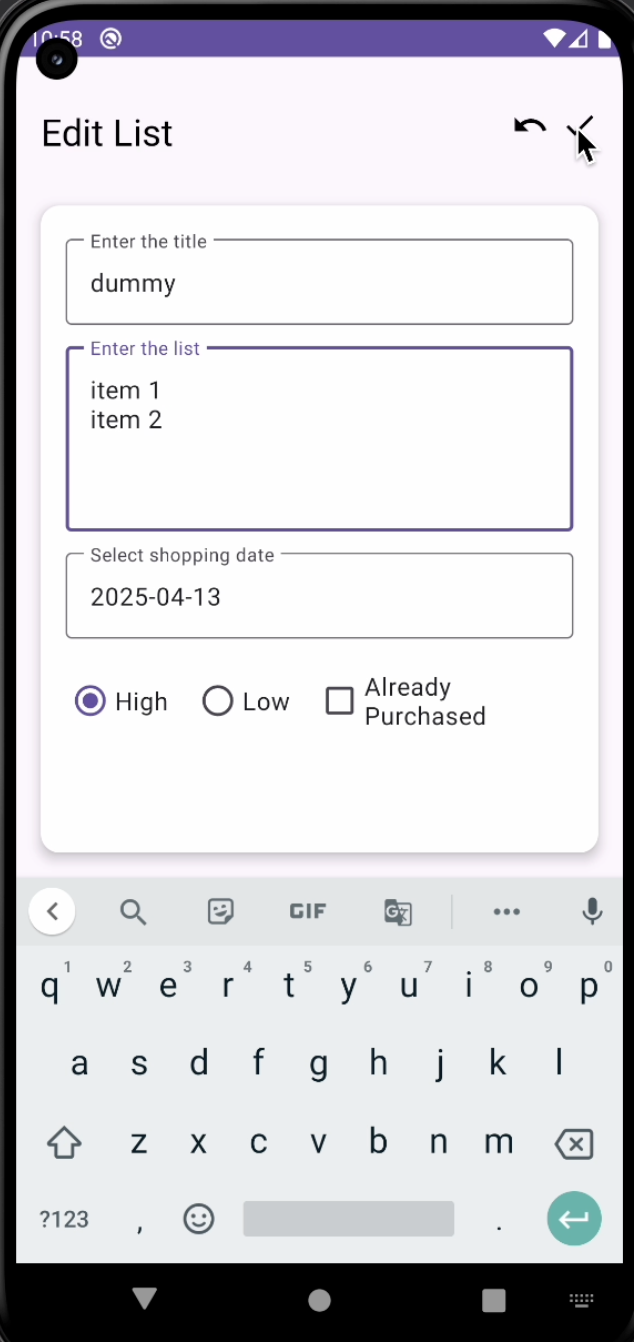 10:58
Edit List
Enter the title
dummy
Enter the list
item 1
item 2
Select shopping date
2025-04-13
High Low Already Purchased
GIF
G
1 2 3 4 5 6 7 8 9 0
q w e r t y u i o p
a s d f g h j k l
z x c v b n m
?123 , .